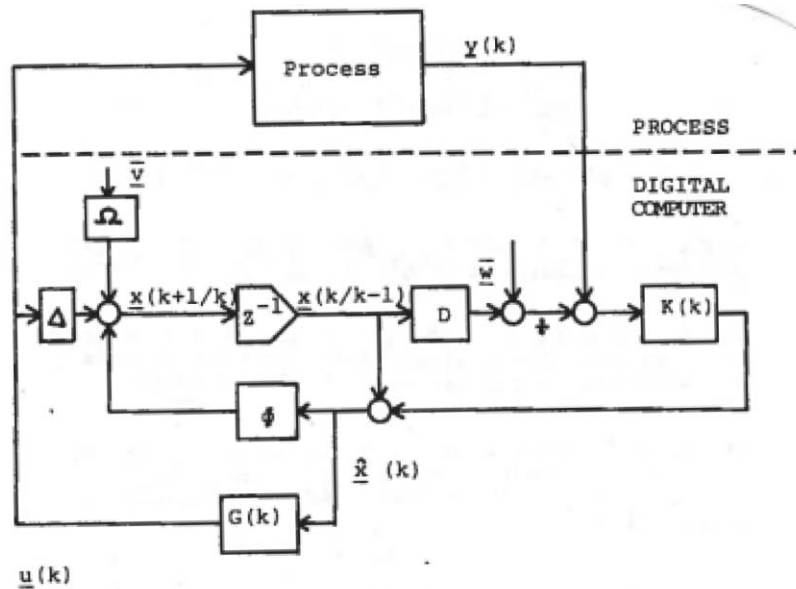 Process
y(k)
PROCESS
DIGITAL
COMPUTER
v̄
Ω
Δ
x(k+1/k)
z⁻¹
x(k/k-1)
D
w̄
+
K(k)
ϕ
x̂ (k)
G(k)
u(k)